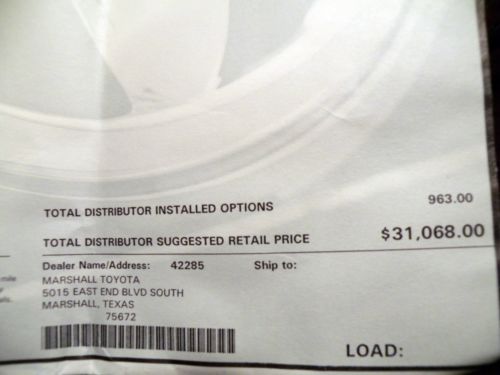 TOTAL DISTRIBUTOR INSTALLED OPTIONS 963.00
TOTAL DISTRIBUTOR SUGGESTED RETAIL PRICE $31,068.00
Dealer Name/Address: 42285 Ship to:
MARSHALL TOYOTA
5015 EAST END BLVD SOUTH
MARSHALL, TEXAS
75672
LOAD: